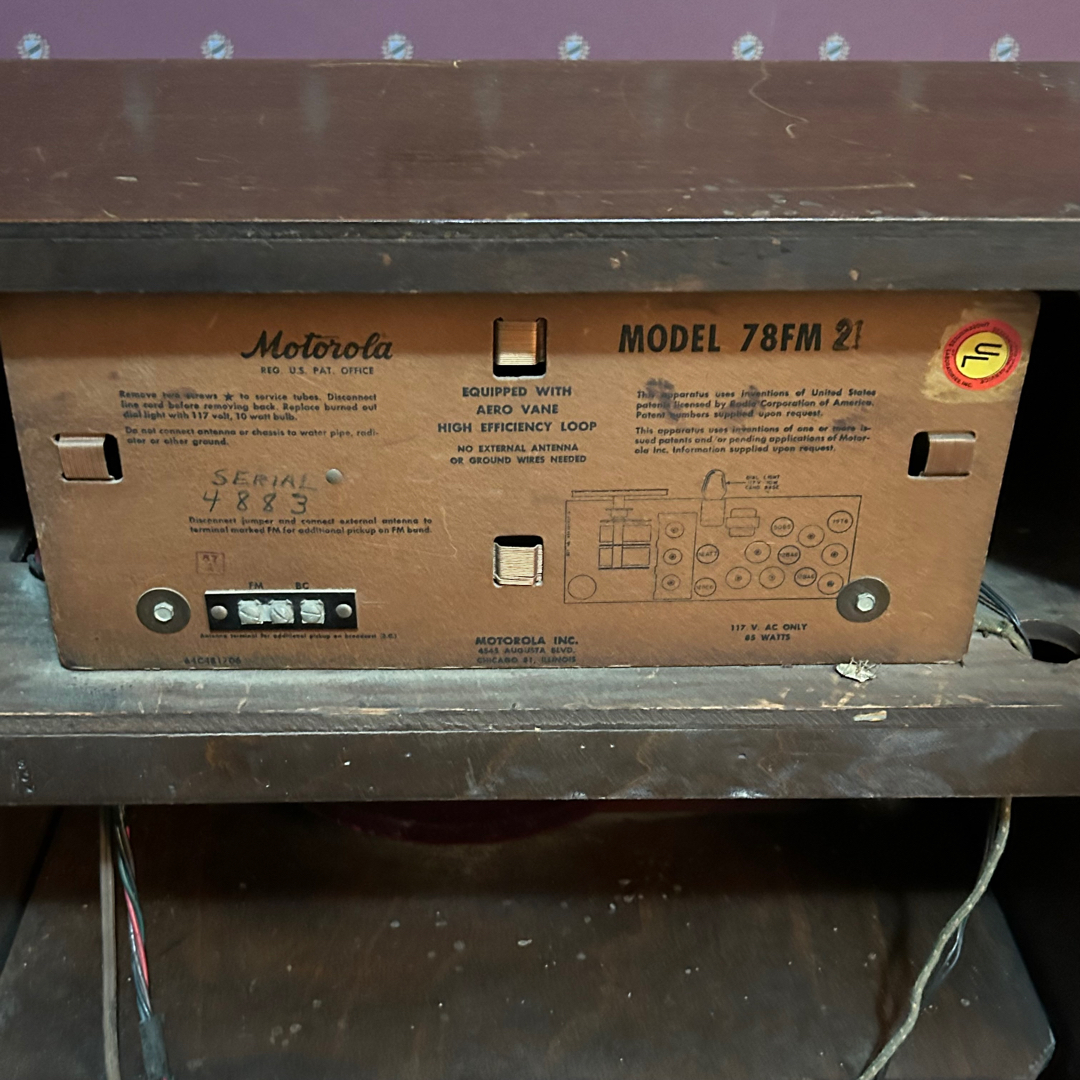 Motorola
REG. U.S. PAT. OFFICE
MODEL 78FM 21
UL
Remove two screws ★ to service tubes. Disconnect
line cord before removing back. Replace burned out
dial light with 117 volt, 10 watt bulb.
Do not connect antenna or chassis to water pipe, radi-
ator or other ground.
EQUIPPED WITH
AERO VANE
HIGH EFFICIENCY LOOP
NO EXTERNAL ANTENNA
OR GROUND WIRES NEEDED
This apparatus uses inventions of United States
patents licensed by Radio Corporation of America.
Patent numbers supplied upon request.
This apparatus uses inventions of one or more is-
sued patents and/or pending applications of Motor-
ola Inc. Information supplied upon request.
SERIAL
4883
Disconnect jumper and connect external antenna to
terminal marked FM for additional pickup on FM band.
DIAL LIGHT
FM BC
MOTOROLA INC.
4545 AUGUSTA BLVD.
CHICAGO 51, ILLINOIS
117 V. AC ONLY
85 WATTS